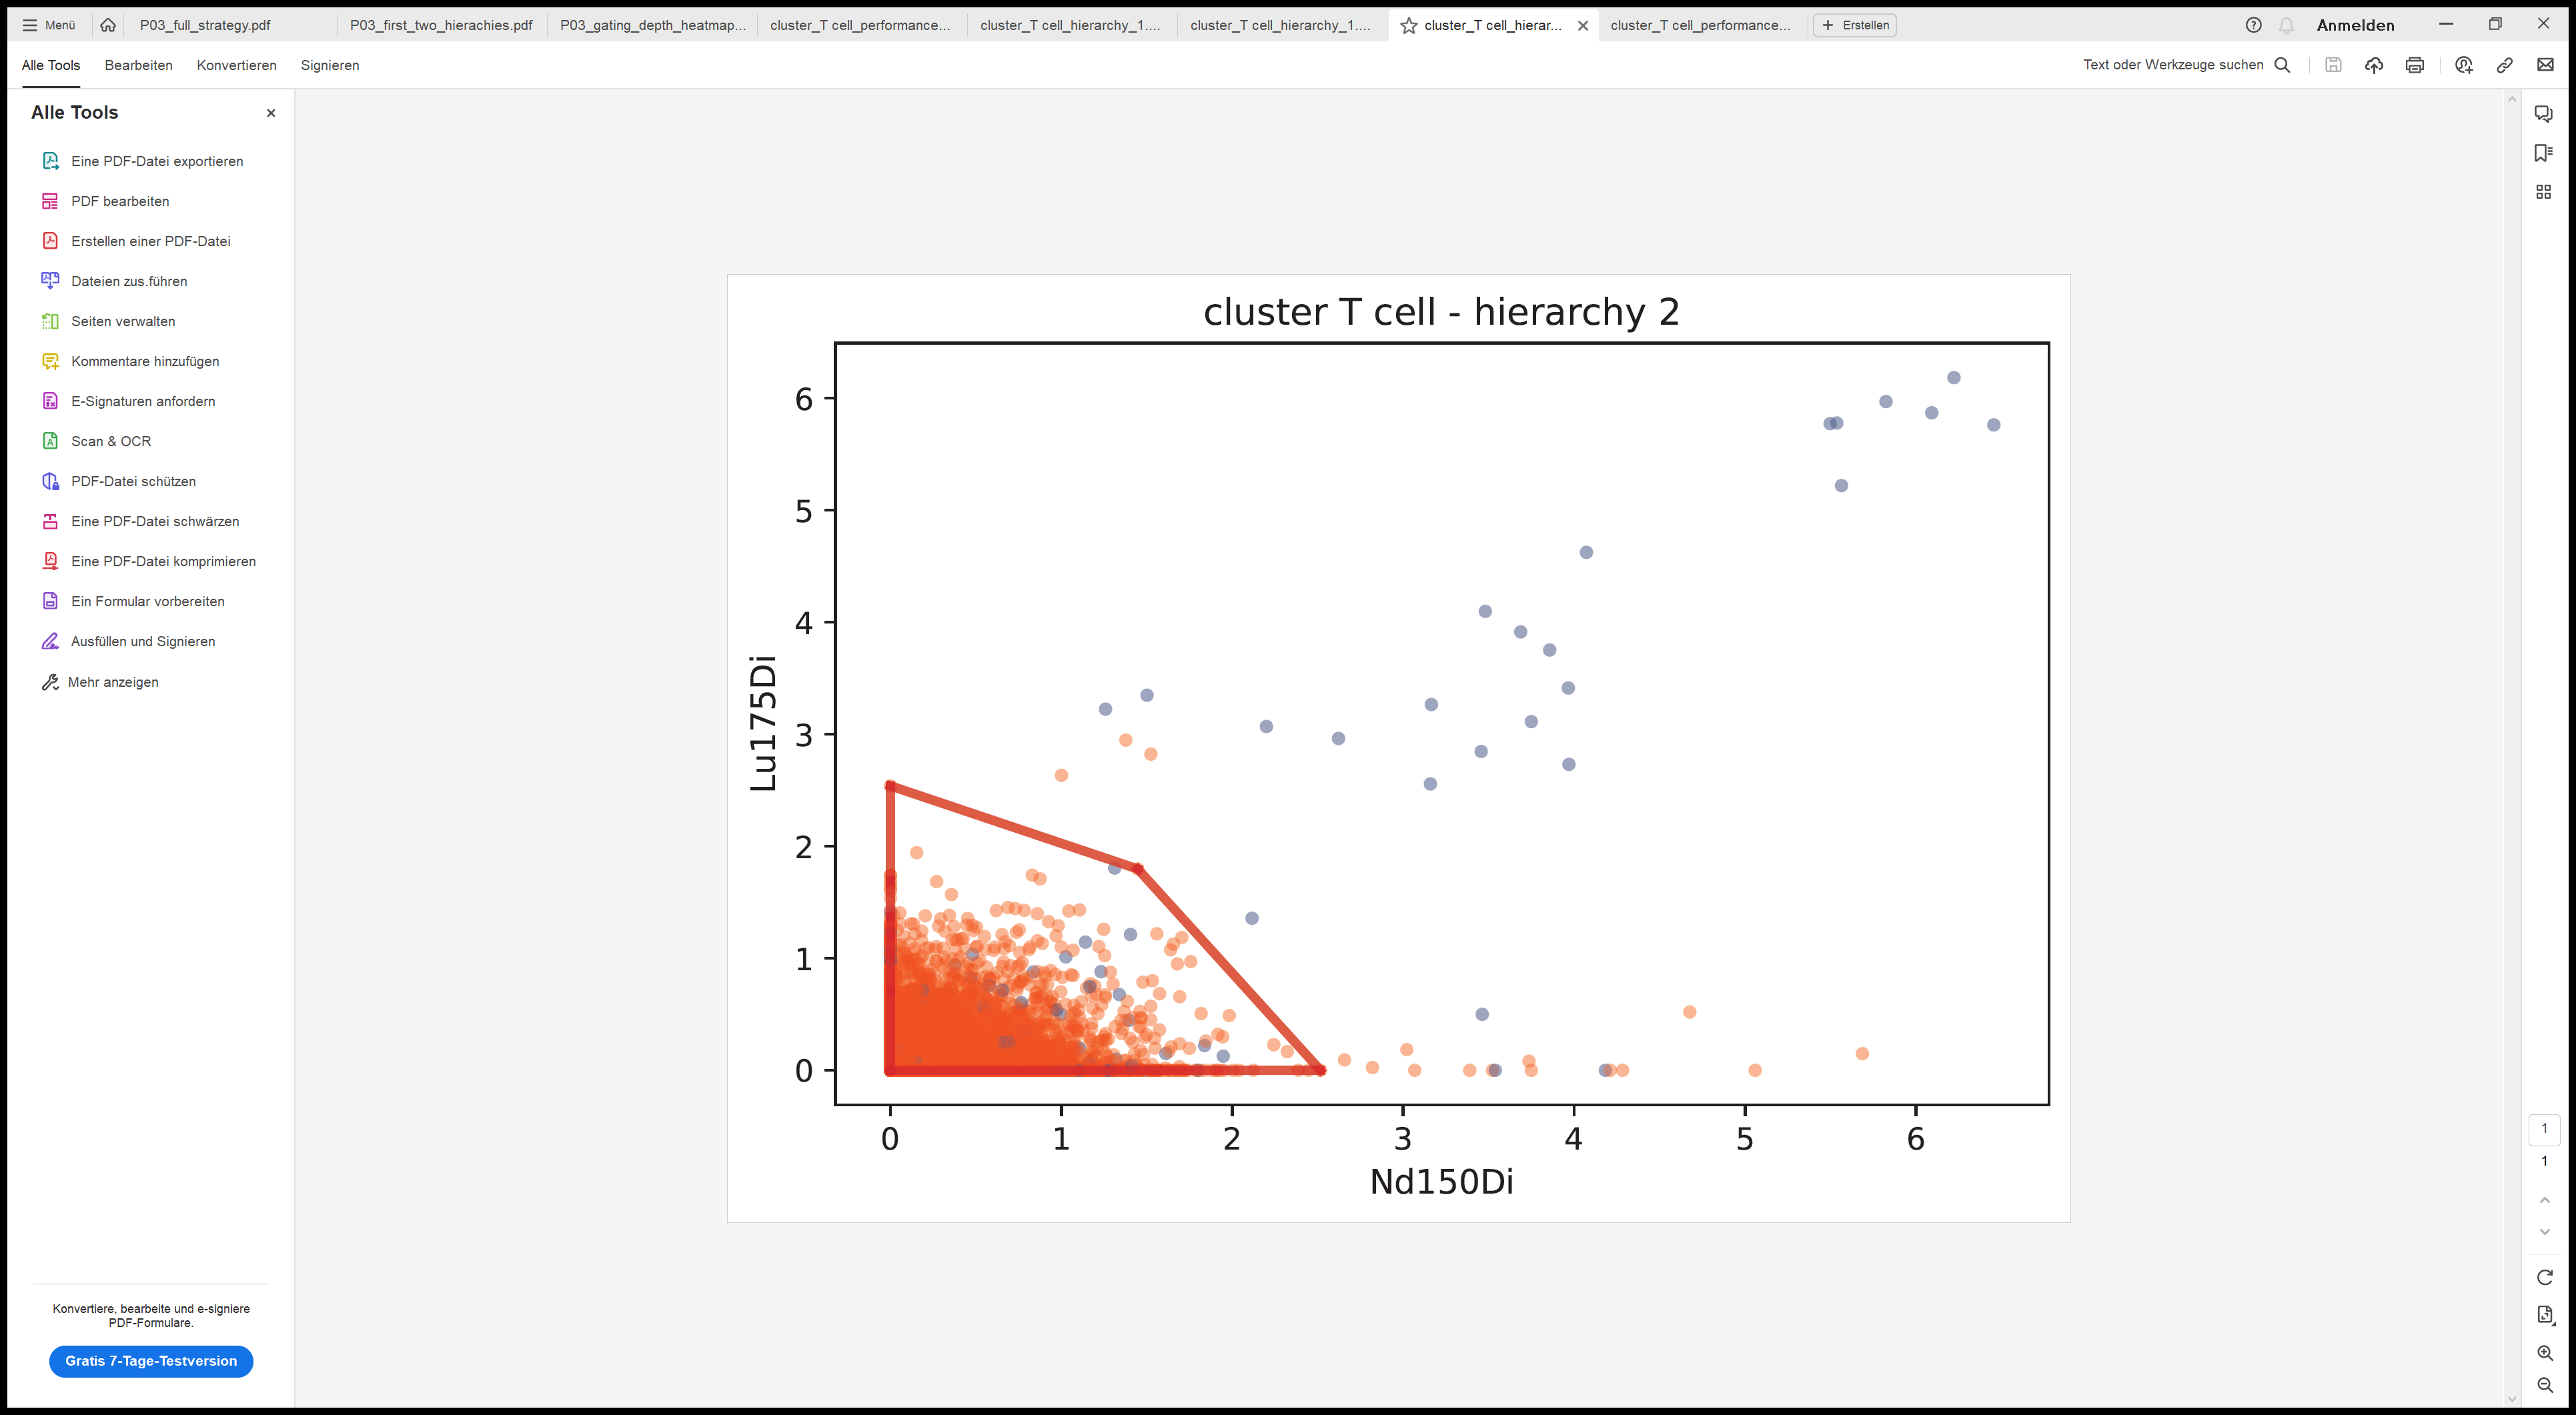 Menü
P03_full_strategy.pdf
P03_first_two_hierachies.pdf
P03_gating_depth_heatmap...
cluster_T cell_performance...
cluster_T cell_hierarchy_1....
cluster_T cell_hierarchy_1....
cluster_T cell_hierar...
cluster_T cell_performance...
Erstellen
Anmelden
Alle Tools
Bearbeiten
Konvertieren
Signieren
Text oder Werkzeuge suchen
Alle Tools
Eine PDF-Datei exportieren
PDF bearbeiten
Erstellen einer PDF-Datei
Dateien zus.führen
Seiten verwalten
Kommentare hinzufügen
E-Signaturen anfordern
Scan & OCR
PDF-Datei schützen
Eine PDF-Datei schwärzen
Eine PDF-Datei komprimieren
Ein Formular vorbereiten
Ausfüllen und Signieren
Mehr anzeigen
Konvertiere, bearbeite und e-signiere
PDF-Formulare.
Gratis 7-Tage-Testversion
cluster T cell - hierarchy 2
6
5
4
3
2
1
0
Lu175Di
0 1 2 3 4 5 6
Nd150Di
1
1